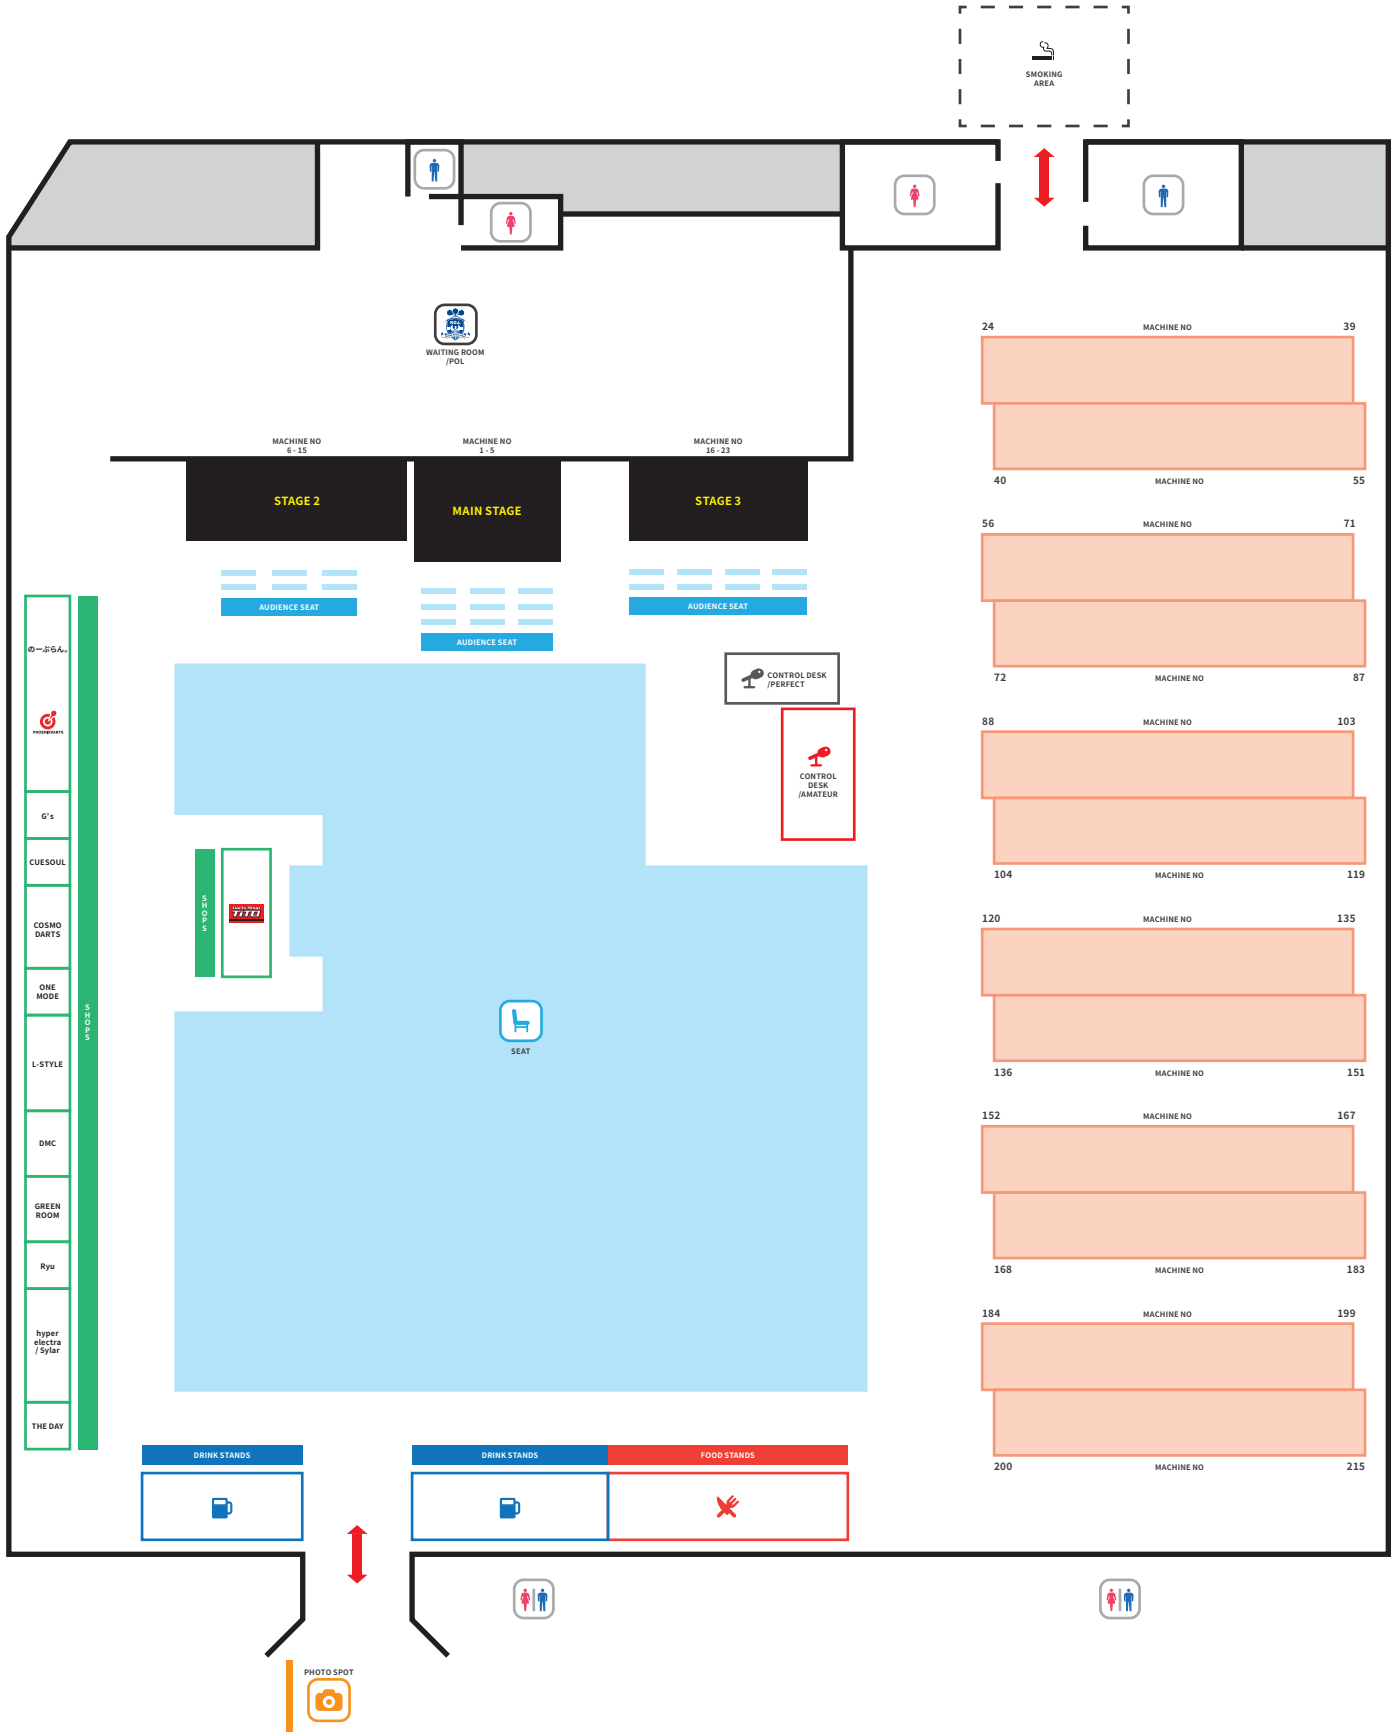 SMOKING
AREA
WAITING ROOM
/POL
MACHINE NO
6 - 15
MACHINE NO
1 - 5
MACHINE NO
16 - 23
STAGE 2
MAIN STAGE
STAGE 3
AUDIENCE SEAT
AUDIENCE SEAT
AUDIENCE SEAT
CONTROL DESK
/PERFECT
CONTROL
DESK
/AMATEUR
のーぶらん。
PHOENIXDARTS
G's
CUESOUL
COSMO
DARTS
ONE
MODE
L-STYLE
DMC
GREEN
ROOM
Ryu
hyper
electra
/ Sylar
THE DAY
SHOPS
SHOPS
Darts Shop
TiTO
SEAT
24 MACHINE NO 39
40 MACHINE NO 55
56 MACHINE NO 71
72 MACHINE NO 87
88 MACHINE NO 103
104 MACHINE NO 119
120 MACHINE NO 135
136 MACHINE NO 151
152 MACHINE NO 167
168 MACHINE NO 183
184 MACHINE NO 199
200 MACHINE NO 215
DRINK STANDS
DRINK STANDS
FOOD STANDS
PHOTO SPOT